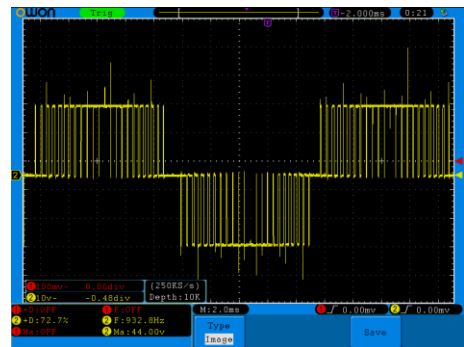 OWON Trig T -2.000ms 0:21
T
2
1 100mv~ 0.00div (250KS/s)
2 10v~ -0.48div Depth:10K
1 +D:OFF 1 F:OFF M:2.0ms 1 0.00mv 2 0.00mv
2 +D:72.7% 2 F:932.8Hz
1 Ma:OFF 2 Ma:44.00v
Type Save
Image